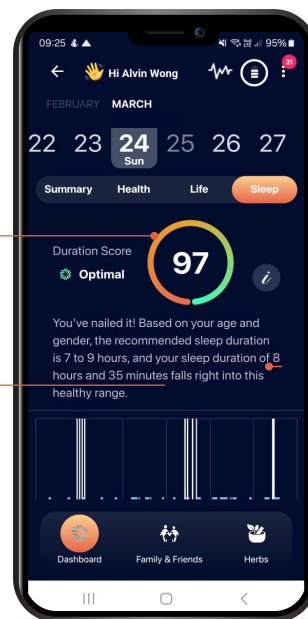 09:25
95%
Hi Alvin Wong
21
FEBRUARY MARCH
22 23 24 25 26 27
Sun
Summary Health Life Sleep
Duration Score
Optimal
97
i
You've nailed it! Based on your age and
gender, the recommended sleep duration
is 7 to 9 hours, and your sleep duration of 8
hours and 35 minutes falls right into this
healthy range.
Dashboard Family & Friends Herbs